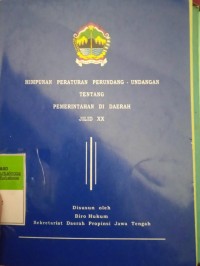 HIMPUNAN PERATURAN PERUNDANG - UNDANGAN
TENTANG
PEMERINTAHAN DI DAERAH
JILID XX
Disusun oleh
Biro Hukum
Sekretariat Daerah Propinsi Jawa Tengah